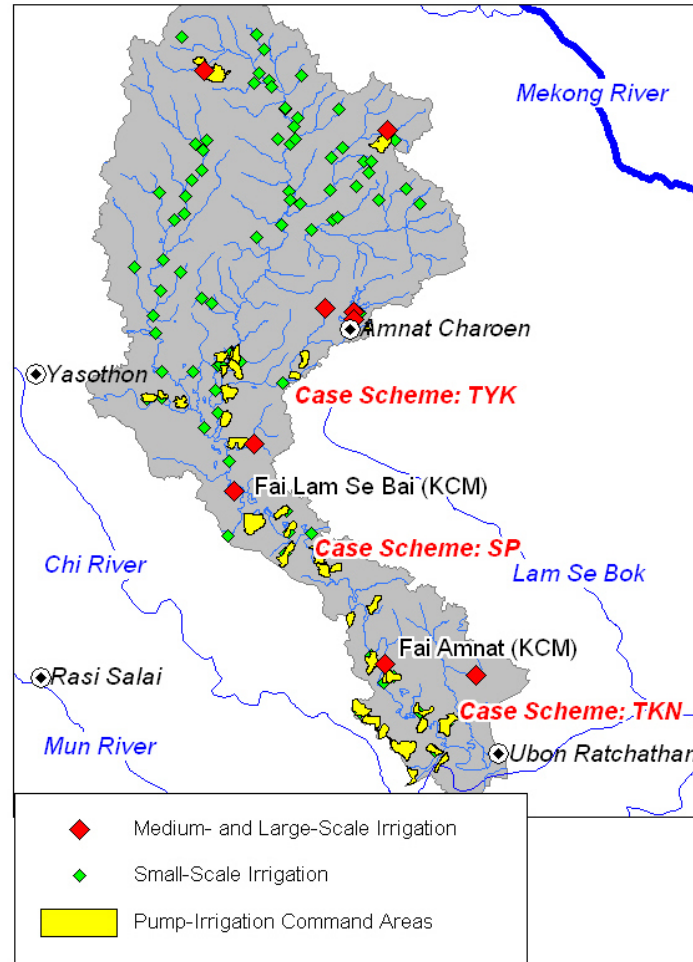 Mekong River
Amnat Charoen
Yasothon
Case Scheme: TYK
Fai Lam Se Bai (KCM)
Case Scheme: SP
Chi River
Lam Se Bok
Fai Amnat (KCM)
Rasi Salai
Case Scheme: TKN
Mun River
Ubon Ratchathan
Medium- and Large-Scale Irrigation
Small-Scale Irrigation
Pump-Irrigation Command Areas